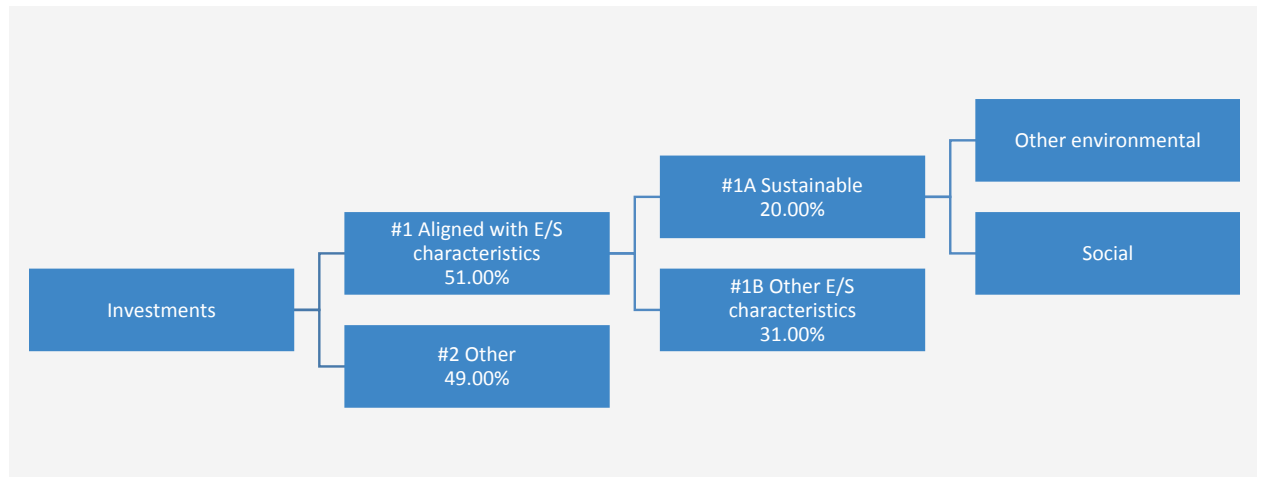 Investments
#1 Aligned with E/S
characteristics
51.00%
#2 Other
49.00%
#1A Sustainable
20.00%
#1B Other E/S
characteristics
31.00%
Other environmental
Social